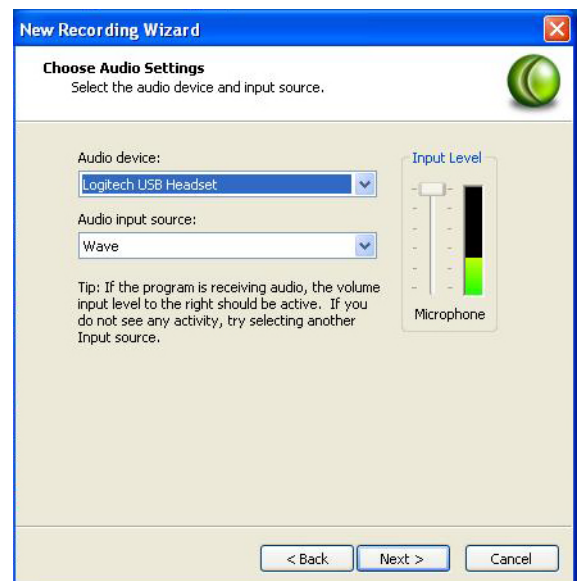 New Recording Wizard
Choose Audio Settings
Select the audio device and input source.
Audio device:
Logitech USB Headset
Audio input source:
Wave
Tip: If the program is receiving audio, the volume
input level to the right should be active. If you
do not see any activity, try selecting another
Input source.
Input Level
Microphone
< Back
Next >
Cancel